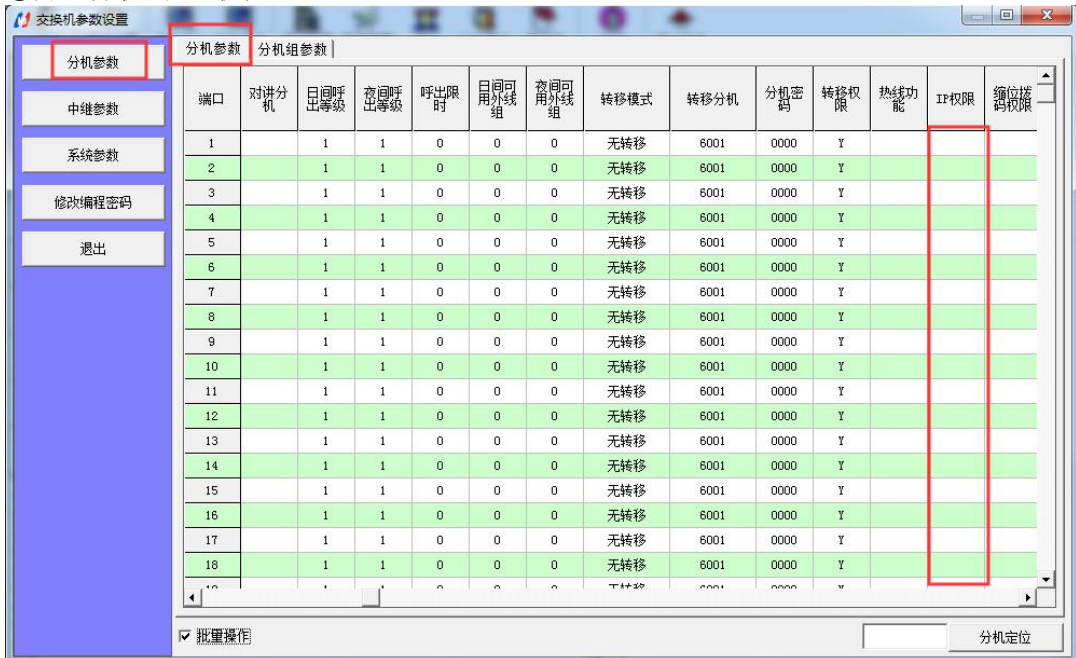 交换机参数设置
分机参数
中继参数
系统参数
修改编程密码
退出
分机参数 分机组参数
端口 对讲分机 日间呼出等级 夜间呼出等级 呼出限时 日间可用外线组 夜间可用外线组 转移模式 转移分机 分机密码 转移权限 热线功能 IP权限 缩位拨码权限
1 1 1 0 0 0 无转移 6001 0000 Y
2 1 1 0 0 0 无转移 6001 0000 Y
3 1 1 0 0 0 无转移 6001 0000 Y
4 1 1 0 0 0 无转移 6001 0000 Y
5 1 1 0 0 0 无转移 6001 0000 Y
6 1 1 0 0 0 无转移 6001 0000 Y
7 1 1 0 0 0 无转移 6001 0000 Y
8 1 1 0 0 0 无转移 6001 0000 Y
9 1 1 0 0 0 无转移 6001 0000 Y
10 1 1 0 0 0 无转移 6001 0000 Y
11 1 1 0 0 0 无转移 6001 0000 Y
12 1 1 0 0 0 无转移 6001 0000 Y
13 1 1 0 0 0 无转移 6001 0000 Y
14 1 1 0 0 0 无转移 6001 0000 Y
15 1 1 0 0 0 无转移 6001 0000 Y
16 1 1 0 0 0 无转移 6001 0000 Y
17 1 1 0 0 0 无转移 6001 0000 Y
18 1 1 0 0 0 无转移 6001 0000 Y
批量操作
分机定位